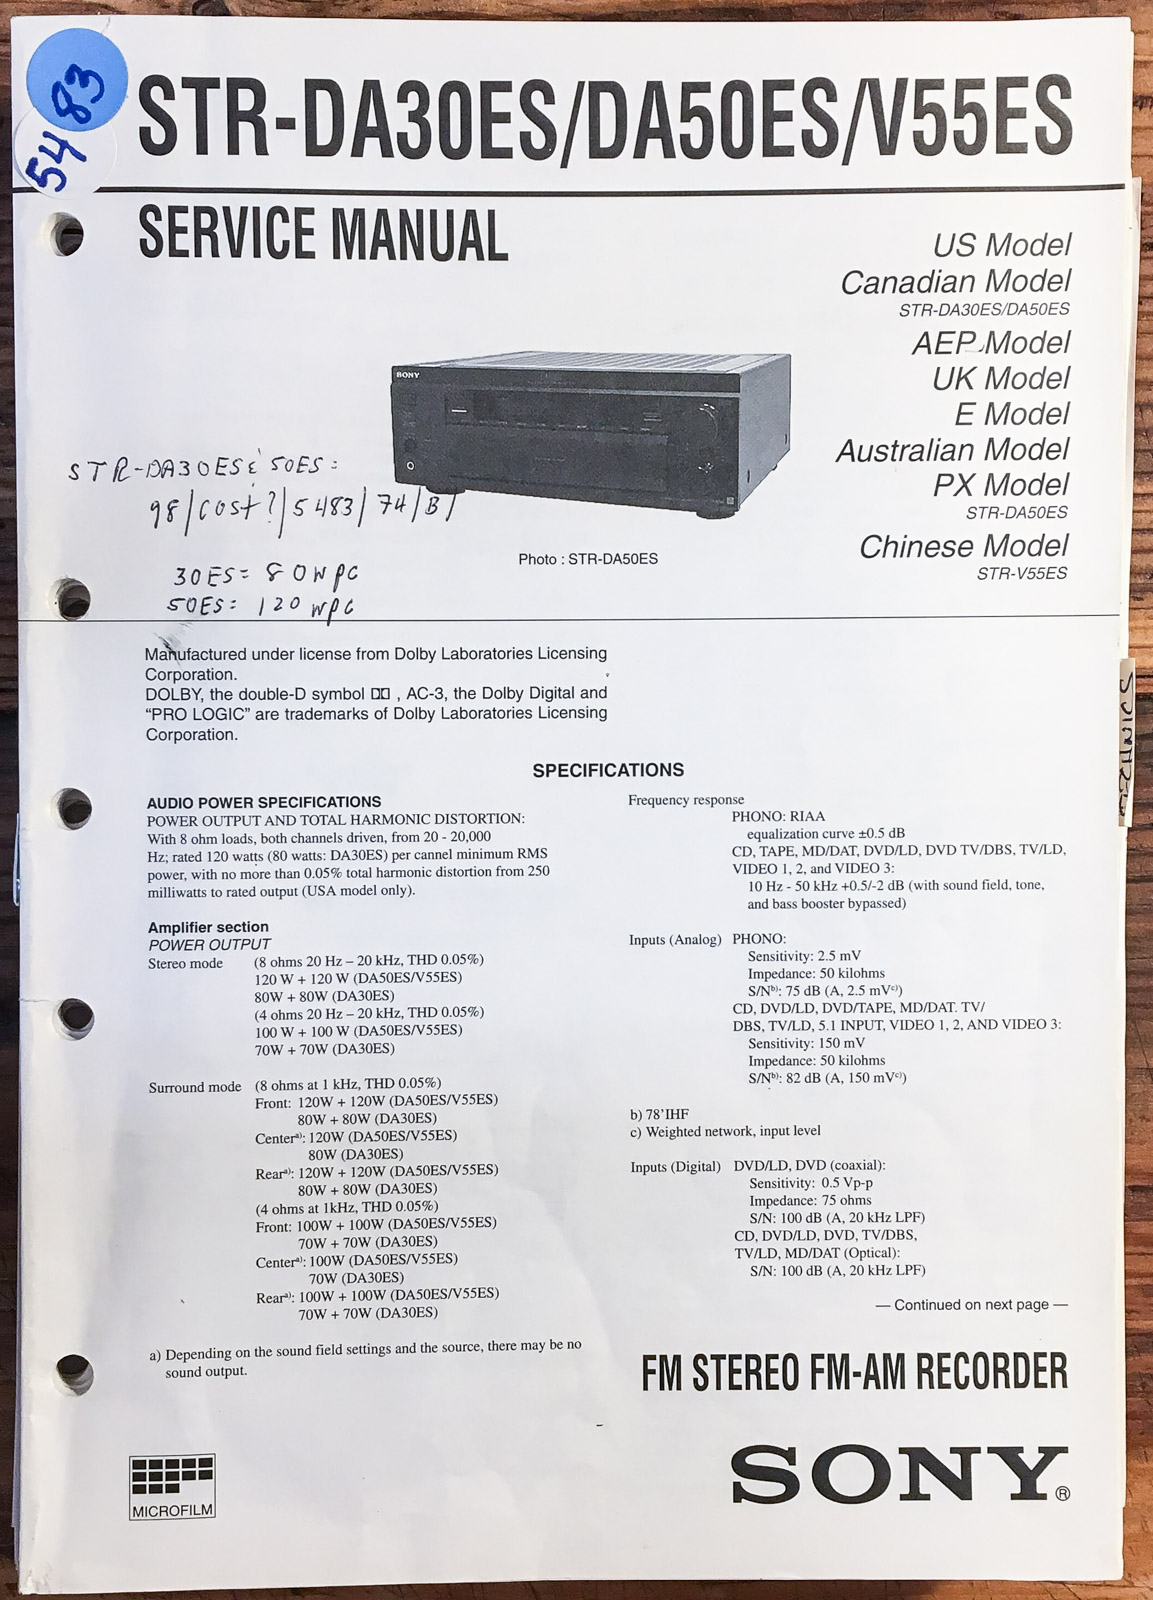 5483
STR-DA30ES/DA50ES/V55ES
SERVICE MANUAL
US Model
Canadian Model
STR-DA30ES/DA50ES
AEP Model
UK Model
E Model
Australian Model
PX Model
STR-DA50ES
Chinese Model
STR-V55ES
SONY
STR-DA30ES & 50ES:
98/COST?/5483/74/B/
30ES= 80WPC
50ES= 120 WPC
Photo : STR-DA50ES
Manufactured under license from Dolby Laboratories Licensing
Corporation.
DOLBY, the double-D symbol , AC-3, the Dolby Digital and
“PRO LOGIC” are trademarks of Dolby Laboratories Licensing
Corporation.
SPECIFICATIONS
AUDIO POWER SPECIFICATIONS
POWER OUTPUT AND TOTAL HARMONIC DISTORTION:
With 8 ohm loads, both channels driven, from 20 - 20,000
Hz; rated 120 watts (80 watts: DA30ES) per cannel minimum RMS
power, with no more than 0.05% total harmonic distortion from 250
milliwatts to rated output (USA model only).
Amplifier section
POWER OUTPUT
Stereo mode (8 ohms 20 Hz – 20 kHz, THD 0.05%)
120 W + 120 W (DA50ES/V55ES)
80W + 80W (DA30ES)
(4 ohms 20 Hz – 20 kHz, THD 0.05%)
100 W + 100 W (DA50ES/V55ES)
70W + 70W (DA30ES)
Surround mode (8 ohms at 1 kHz, THD 0.05%)
Front: 120W + 120W (DA50ES/V55ES)
80W + 80W (DA30ES)
Centera): 120W (DA50ES/V55ES)
80W (DA30ES)
Reara): 120W + 120W (DA50ES/V55ES)
80W + 80W (DA30ES)
(4 ohms at 1kHz, THD 0.05%)
Front: 100W + 100W (DA50ES/V55ES)
70W + 70W (DA30ES)
Centera): 100W (DA50ES/V55ES)
70W (DA30ES)
Reara): 100W + 100W (DA50ES/V55ES)
70W + 70W (DA30ES)
a) Depending on the sound field settings and the source, there may be no
sound output.
Frequency response
PHONO: RIAA
equalization curve ±0.5 dB
CD, TAPE, MD/DAT, DVD/LD, DVD TV/DBS, TV/LD,
VIDEO 1, 2, and VIDEO 3:
10 Hz - 50 kHz +0.5/-2 dB (with sound field, tone,
and bass booster bypassed)
Inputs (Analog) PHONO:
Sensitivity: 2.5 mV
Impedance: 50 kilohms
S/Nb): 75 dB (A, 2.5 mVc))
CD, DVD/LD, DVD/TAPE, MD/DAT. TV/
DBS, TV/LD, 5.1 INPUT, VIDEO 1, 2, AND VIDEO 3:
Sensitivity: 150 mV
Impedance: 50 kilohms
S/Nb): 82 dB (A, 150 mVc))
b) 78’IHF
c) Weighted network, input level
Inputs (Digital) DVD/LD, DVD (coaxial):
Sensitivity: 0.5 Vp-p
Impedance: 75 ohms
S/N: 100 dB (A, 20 kHz LPF)
CD, DVD/LD, DVD, TV/DBS,
TV/LD, MD/DAT (Optical):
S/N: 100 dB (A, 20 kHz LPF)
— Continued on next page —
FM STEREO FM-AM RECORDER
MICROFILM
SONY®